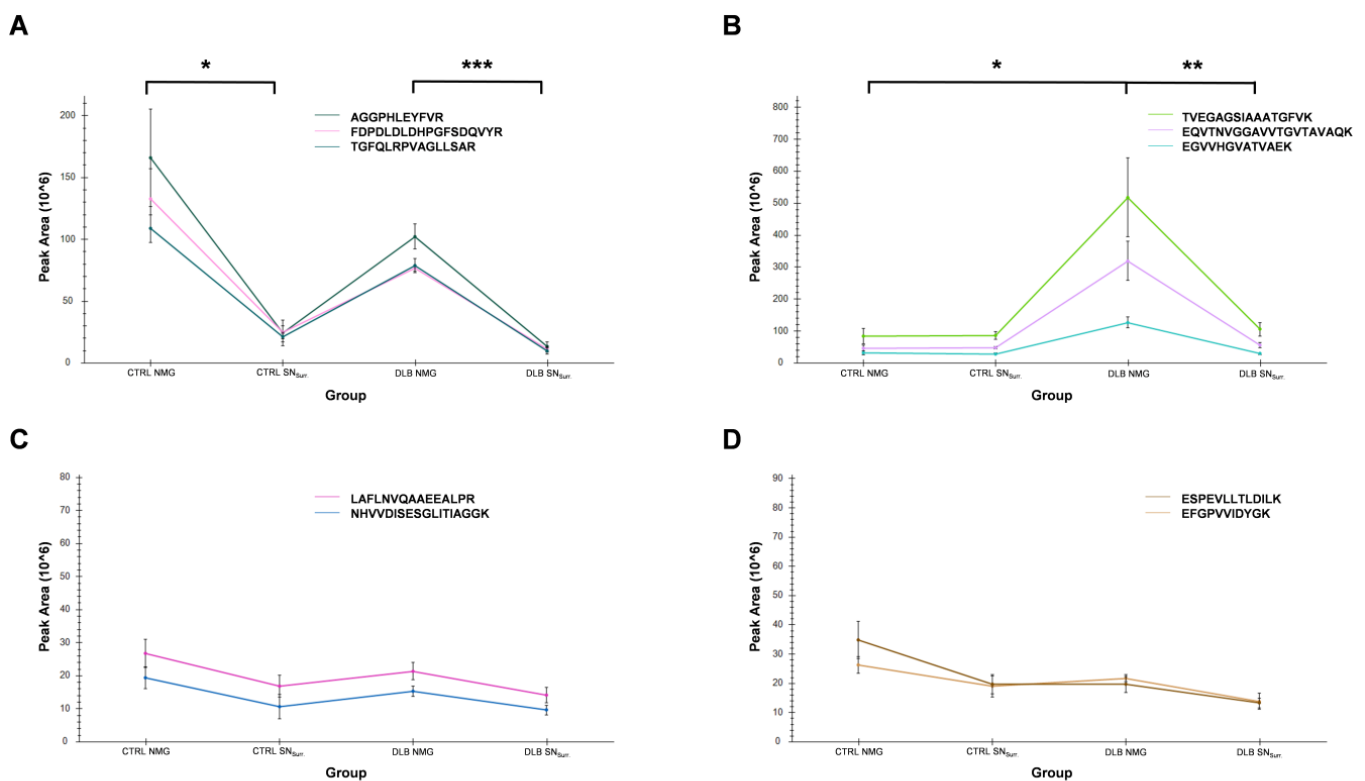 A
*
***
AGGPHLEYFVR
FDPDLDLDHPGFSDQVYR
TGFQLRPVAGLLSAR
200
150
100
50
0
Peak Area (10^6)
CTRL NMG
CTRL SNSurr.
DLB NMG
DLB SNSurr.
Group
B
*
**
TVEGAGSIAAATGFVK
EQVTNVGGAVVTGVTAVAQK
EGVVHGVATVAEK
800
700
600
500
400
300
200
100
0
Peak Area (10^6)
CTRL NMG
CTRL SNSurr.
DLB NMG
DLB SNSurr.
Group
C
LAFLNVQAAEEALPR
NHVVDISESGLITIAGGK
80
70
60
50
40
30
20
10
0
Peak Area (10^6)
CTRL NMG
CTRL SNSurr.
DLB NMG
DLB SNSurr.
Group
D
ESPEVLLTLDILK
EFGPVVIDYGK
90
80
70
60
50
40
30
20
10
0
Peak Area (10^6)
CTRL NMG
CTRL SNSurr.
DLB NMG
DLB SNSurr.
Group